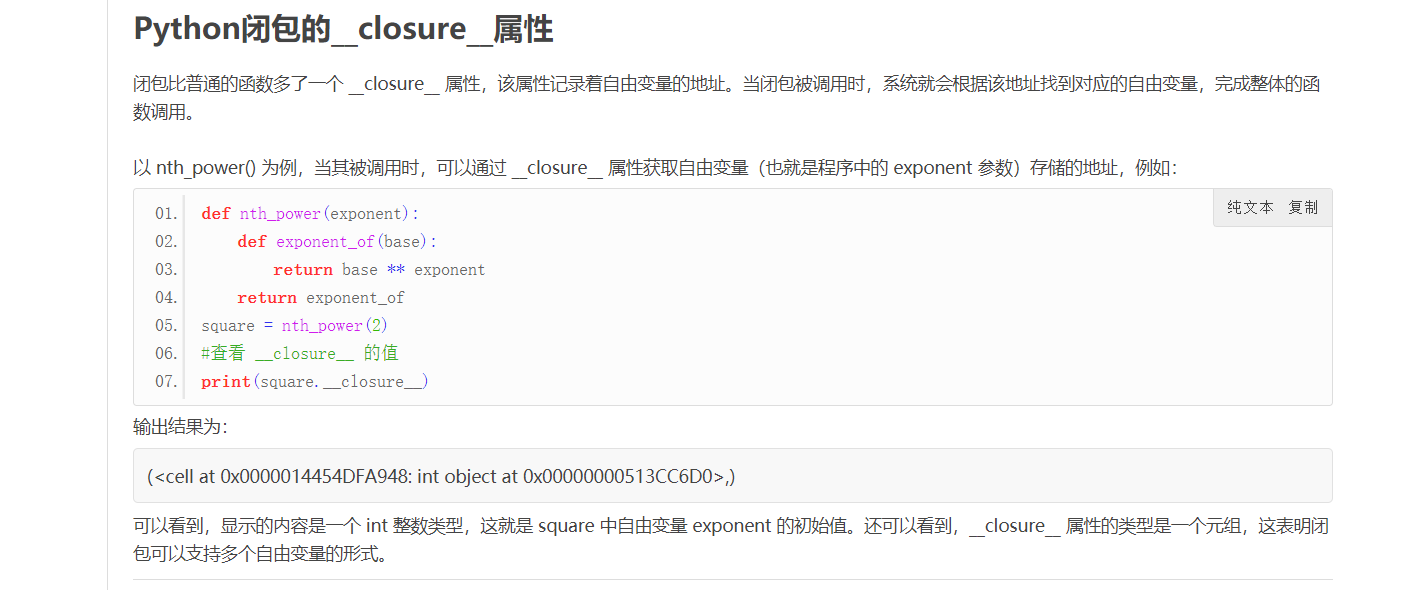 Python闭包的__closure__属性
闭包比普通的函数多了一个 __closure__ 属性，该属性记录着自由变量的地址。当闭包被调用时，系统就会根据该地址找到对应的自由变量，完成整体的函
数调用。
以 nth_power() 为例，当其被调用时，可以通过 __closure__ 属性获取自由变量（也就是程序中的 exponent 参数）存储的地址，例如：
纯文本 复制
01. def nth_power(exponent):
02.     def exponent_of(base):
03.         return base ** exponent
04.     return exponent_of
05. square = nth_power(2)
06. #查看 __closure__ 的值
07. print(square.__closure__)
输出结果为：
(<cell at 0x0000014454DFA948: int object at 0x00000000513CC6D0>,)
可以看到，显示的内容是一个 int 整数类型，这就是 square 中自由变量 exponent 的初始值。还可以看到，__closure__ 属性的类型是一个元组，这表明闭
包可以支持多个自由变量的形式。